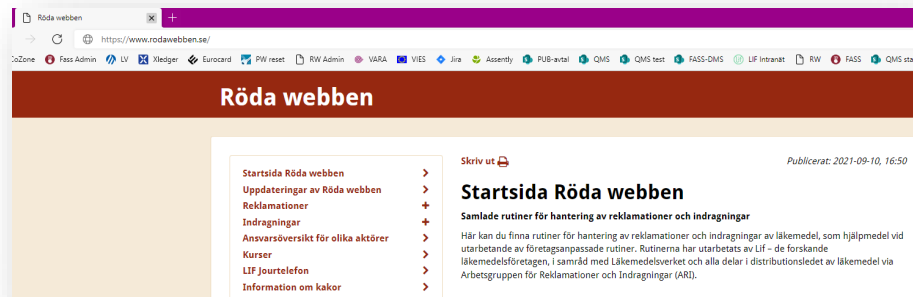 Röda webben
https://www.rodawebben.se/
CoZone Fass Admin LV Xledger Eurocard PW reset RW Admin VARA VIES Jira Assently PUB-avtal QMS QMS test FASS-DMS LIF Intranät RW FASS QMS sta
Röda webben
Startsida Röda webben
Uppdateringar av Röda webben
Reklamationer
Indragningar
Ansvarsöversikt för olika aktörer
Kurser
LIF Jourtelefon
Information om kakor
Skriv ut
Publicerat: 2021-09-10, 16:50
Startsida Röda webben
Samlade rutiner för hantering av reklamationer och indragningar
Här kan du finna rutiner för hantering av reklamationer och indragningar av läkemedel, som hjälpmedel vid
utarbetande av företagsanpassade rutiner. Rutinerna har utarbetats av Lif – de forskande
läkemedelsföretagen, i samråd med Läkemedelsverket och alla delar i distributionsledet av läkemedel via
Arbetsgruppen för Reklamationer och Indragningar (ARI).